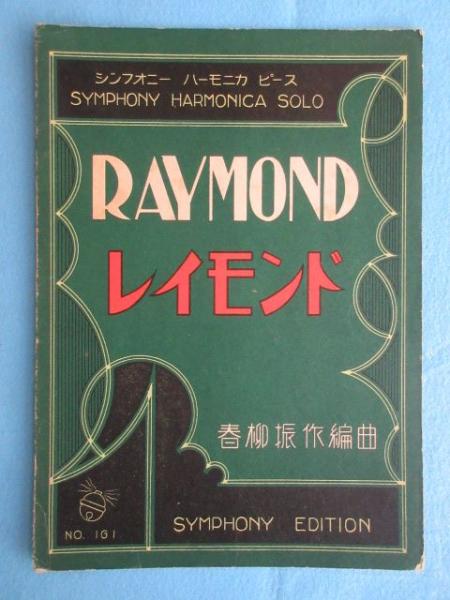 シンフオニー ハーモニカ ピース
SYMPHONY HARMONICA SOLO
RAYMOND
レイモンド
春柳振作編曲
NO. 161
SYMPHONY EDITION